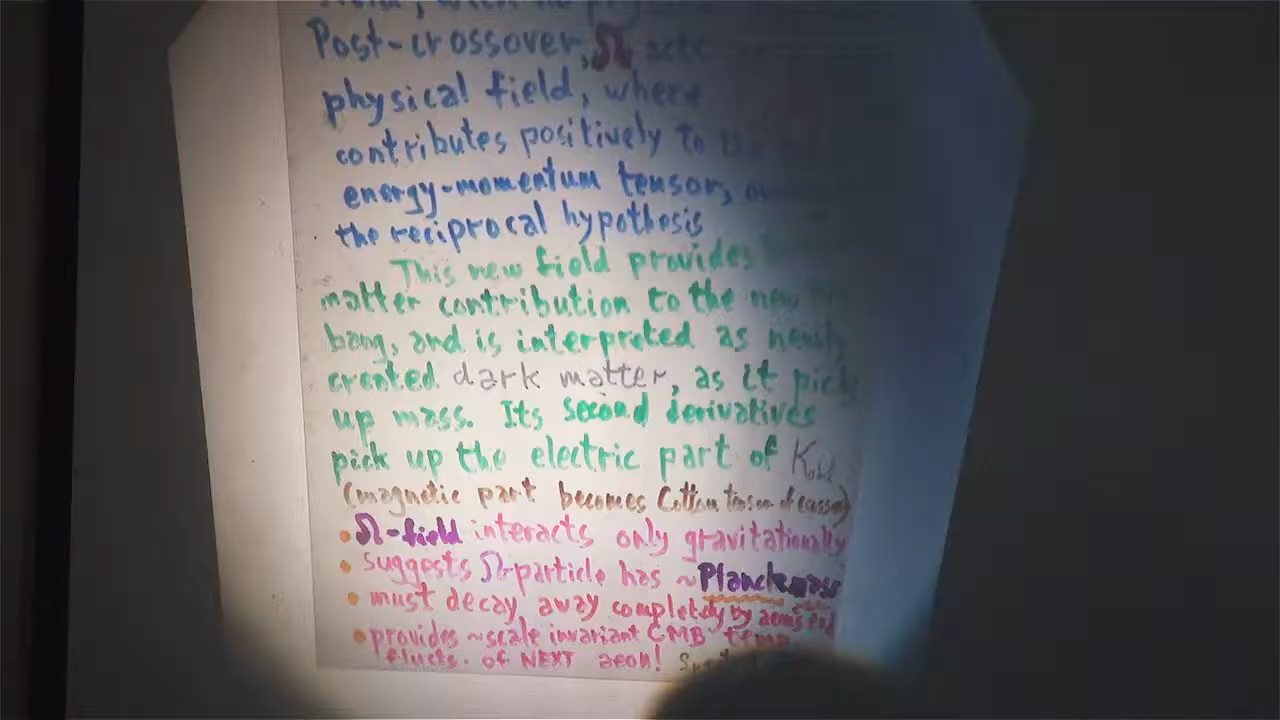 Post-crossover, Ω acts
physical field, where
contributes positively to
energy-momentum tensor,
the reciprocal hypothesis
This new field provides
matter contribution to the new
bang, and is interpreted as newly
created dark matter, as it pick
up mass. Its second derivatives
pick up the electric part of
(magnetic part becomes Cotton tensor of
• Ω-field interacts only gravitationally
• suggests Ω-particle has ~Planck mass
• must decay away completely by aeon's end
• provides ~scale invariant CMB temp.
flucts. of NEXT aeon!